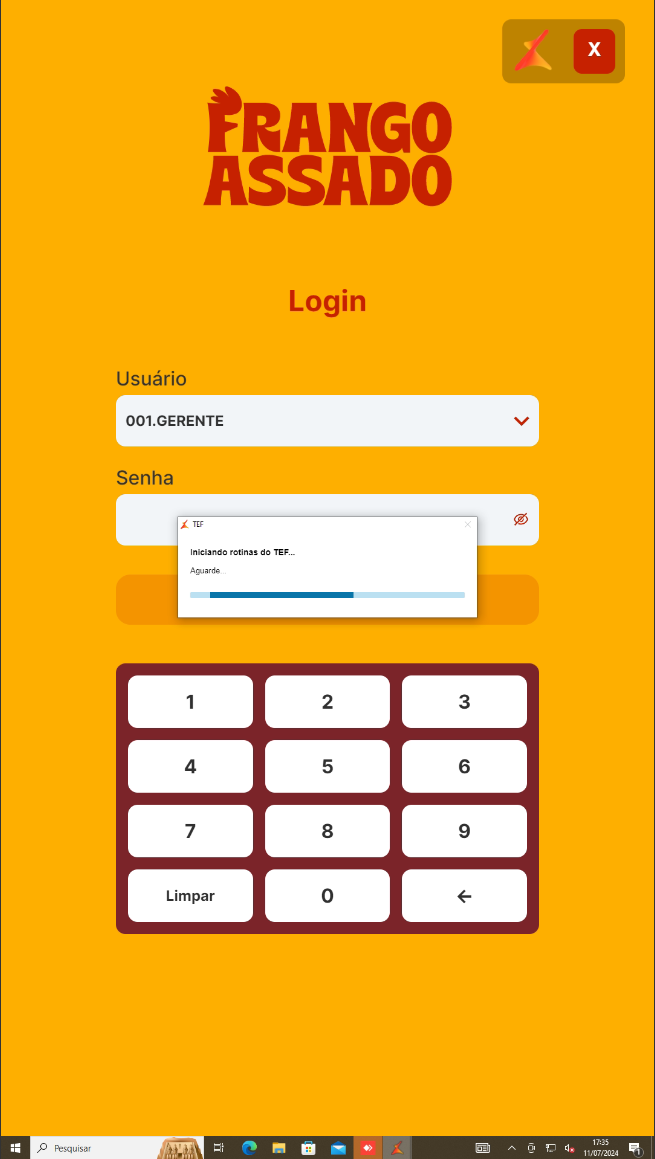 X
FRANGO
ASSADO
Login
Usuário
001.GERENTE
Senha
TEF
Iniciando rotinas do TEF...
Aguarde...
1 2 3
4 5 6
7 8 9
Limpar 0 ←
Pesquisar
17:35
11/07/2024
1